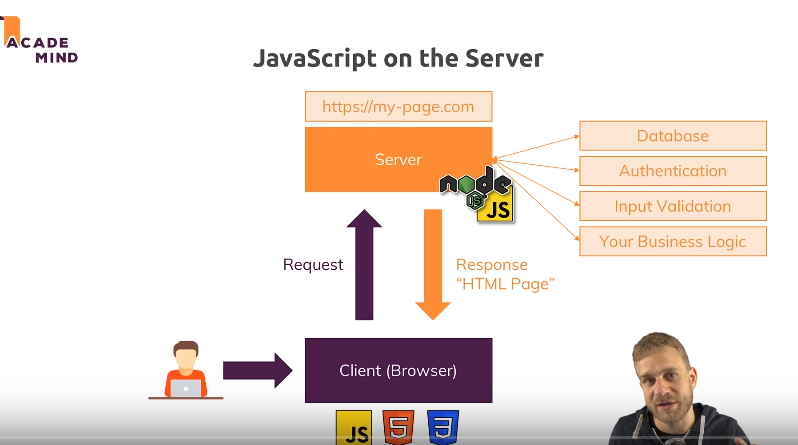 ACADE
MIND
JavaScript on the Server
https://my-page.com
Server
node
JS
JS
Database
Authentication
Input Validation
Your Business Logic
Request
Response
“HTML Page”
Client (Browser)
JS
5
3